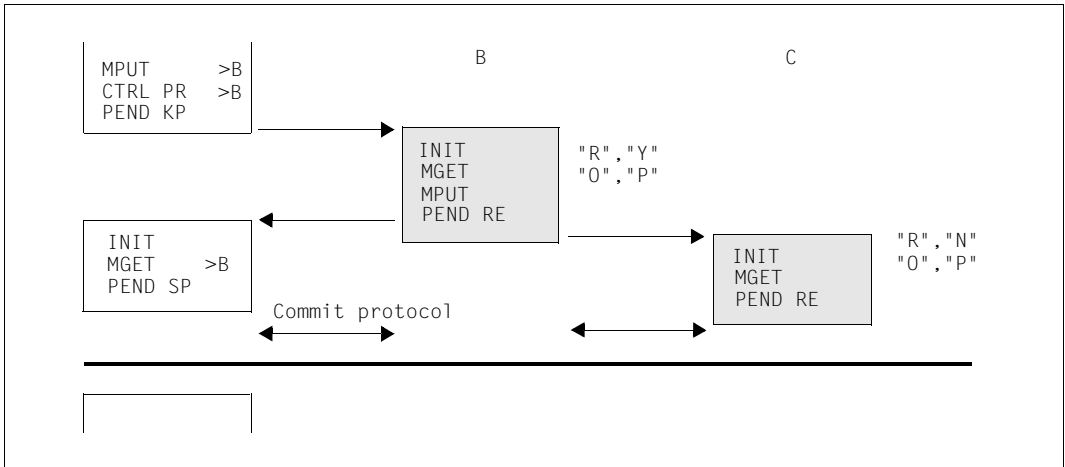 B
C
MPUT >B
CTRL PR >B
PEND KP
INIT
MGET
MPUT
PEND RE
"R","Y"
"O","P"
INIT
MGET >B
PEND SP
INIT
MGET
PEND RE
"R","N"
"O","P"
Commit protocol